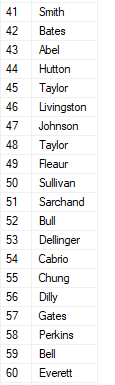 41 Smith
42 Bates
43 Abel
44 Hutton
45 Taylor
46 Livingston
47 Johnson
48 Taylor
49 Fleaur
50 Sullivan
51 Sarchand
52 Bull
53 Dellinger
54 Cabrio
55 Chung
56 Dilly
57 Gates
58 Perkins
59 Bell
60 Everett